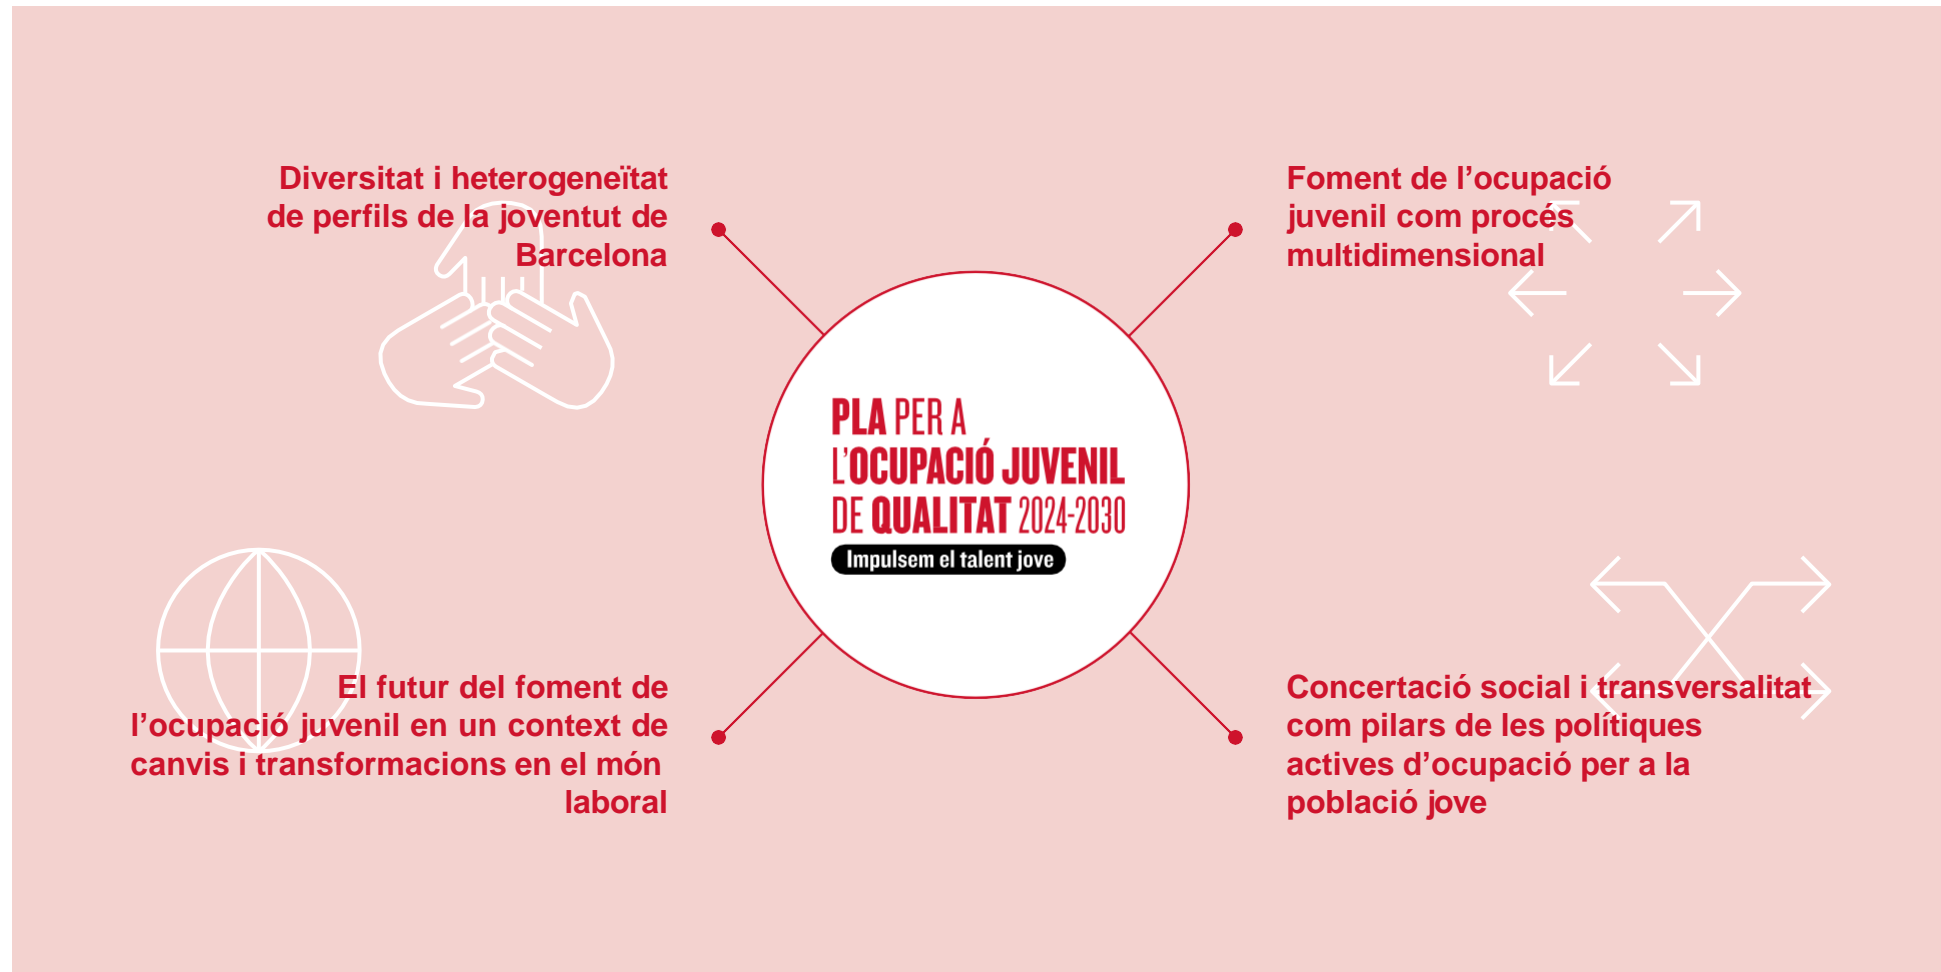 Diversitat i heterogeneïtat
de perfils de la joventut de
Barcelona
Foment de l’ocupació
juvenil com procés
multidimensional
PLA PER A
L’OCUPACIÓ JUVENIL
DE QUALITAT 2024-2030
Impulsem el talent jove
El futur del foment de
l’ocupació juvenil en un context de
canvis i transformacions en el món
laboral
Concertació social i transversalitat
com pilars de les polítiques
actives d’ocupació per a la
població jove